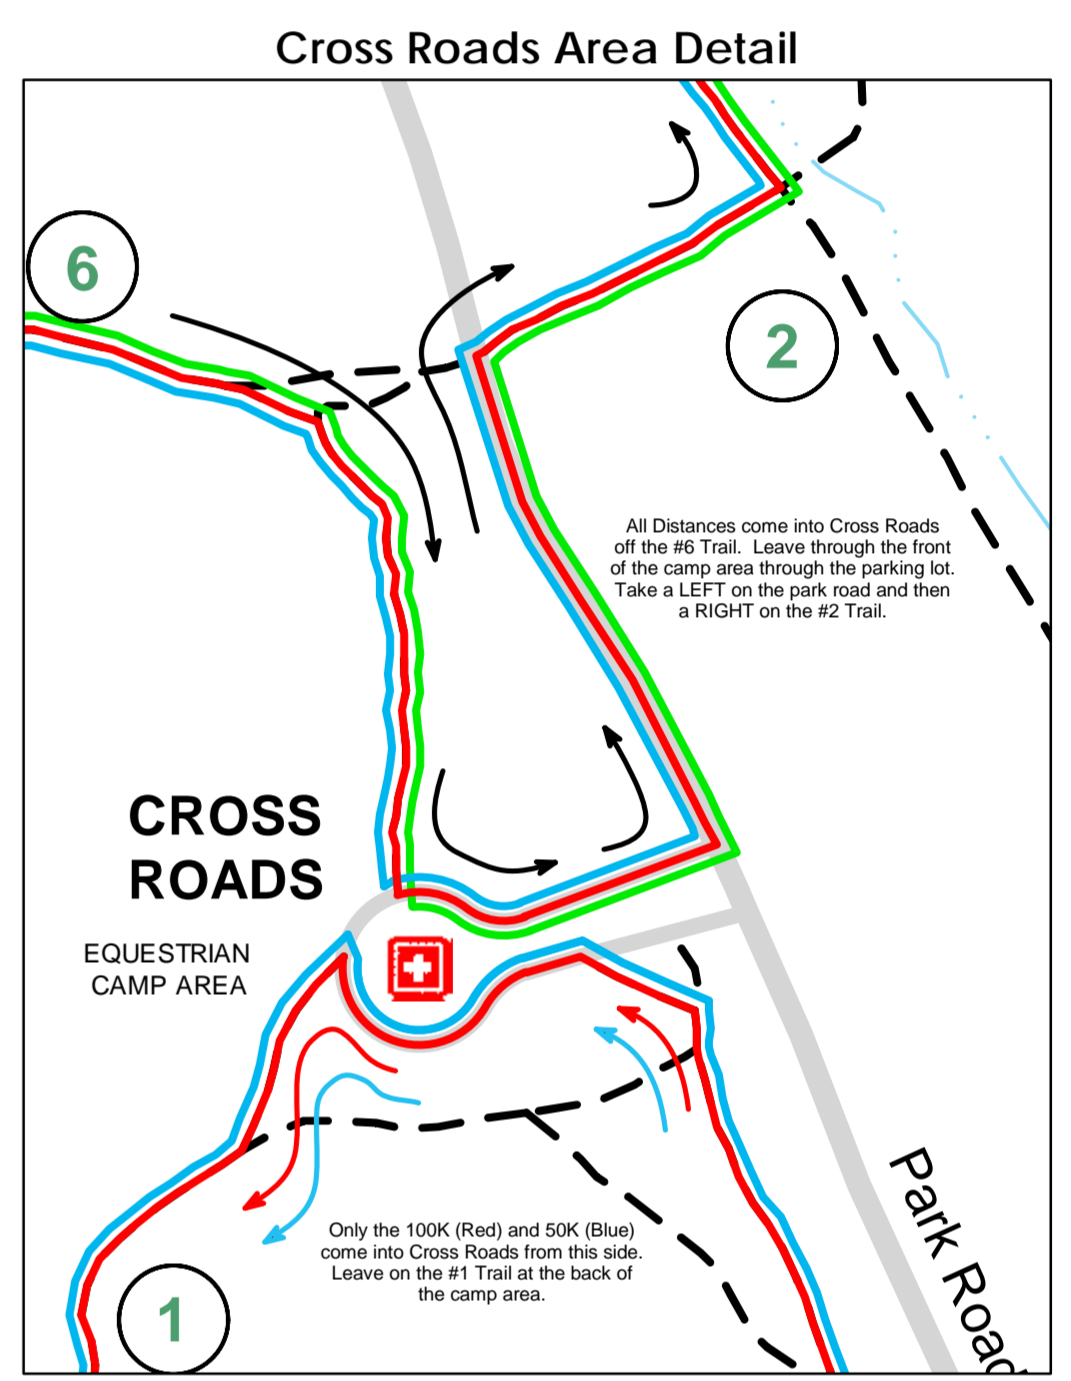 Cross Roads Area Detail
6
2
All Distances come into Cross Roads
off the #6 Trail.  Leave through the front
of the camp area through the parking lot.
Take a LEFT on the park road and then
a RIGHT on the #2 Trail.
CROSS
ROADS
EQUESTRIAN
CAMP AREA
Park Road
Only the 100K (Red) and 50K (Blue)
come into Cross Roads from this side.
Leave on the #1 Trail at the back of
the camp area.
1